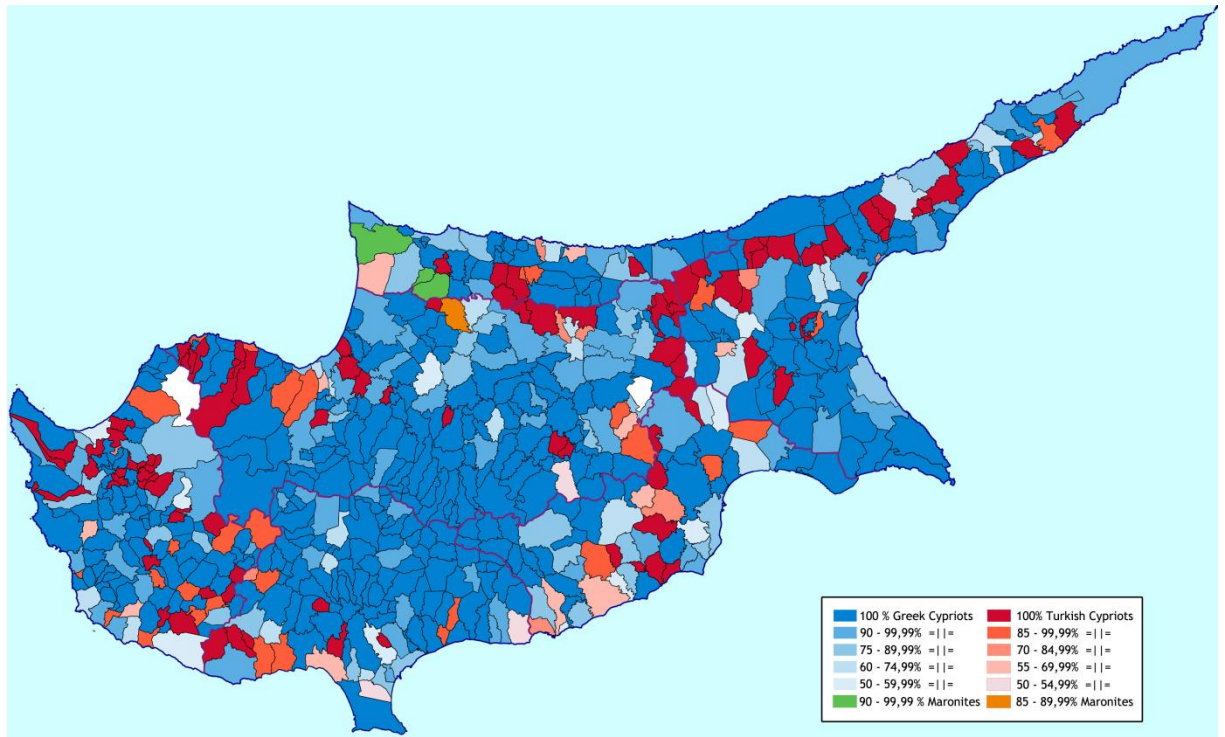 100 % Greek Cypriots
90 - 99,99% =||=
75 - 89,99% =||=
60 - 74,99% =||=
50 - 59,99% =||=
90 - 99,99 % Maronites
100% Turkish Cypriots
85 - 99,99% =||=
70 - 84,99% =||=
55 - 69,99% =||=
50 - 54,99% =||=
85 - 89,99% Maronites